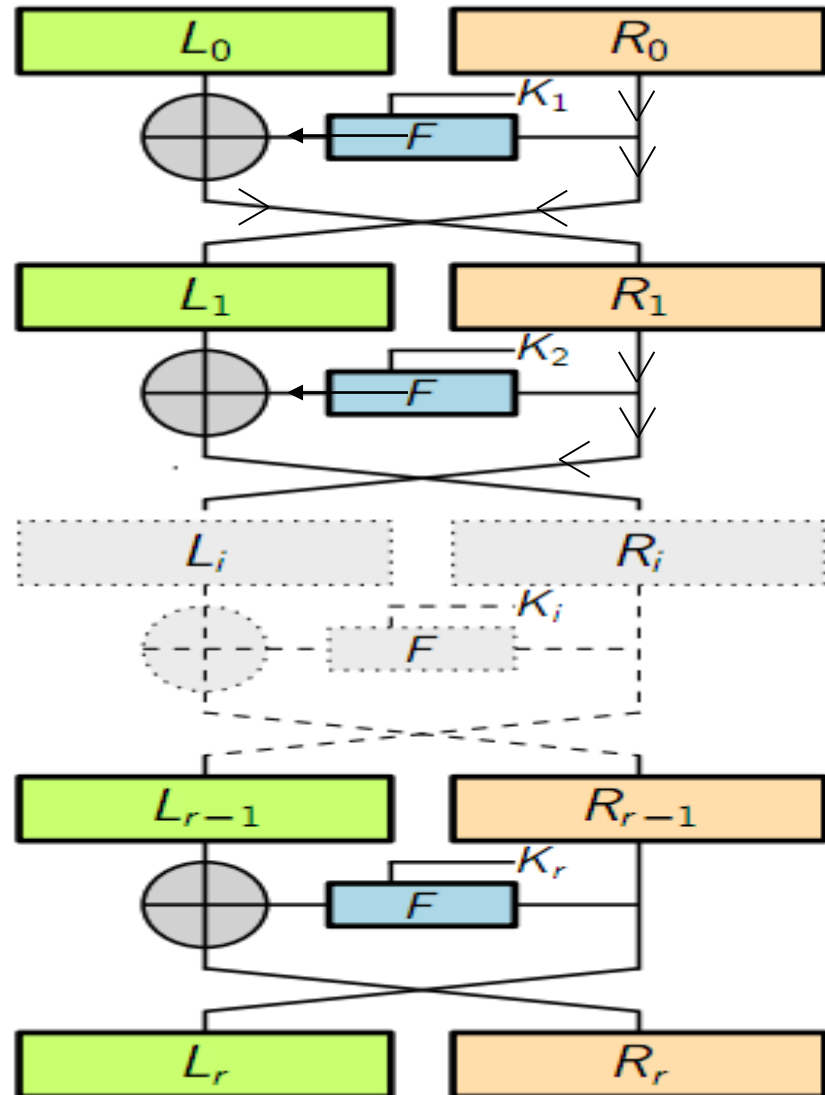 L₀ R₀
K₁
F
L₁ R₁
K₂
F
Lᵢ Rᵢ
Kᵢ
F
Lᵣ₋₁ Rᵣ₋₁
Kᵣ
F
Lᵣ Rᵣ